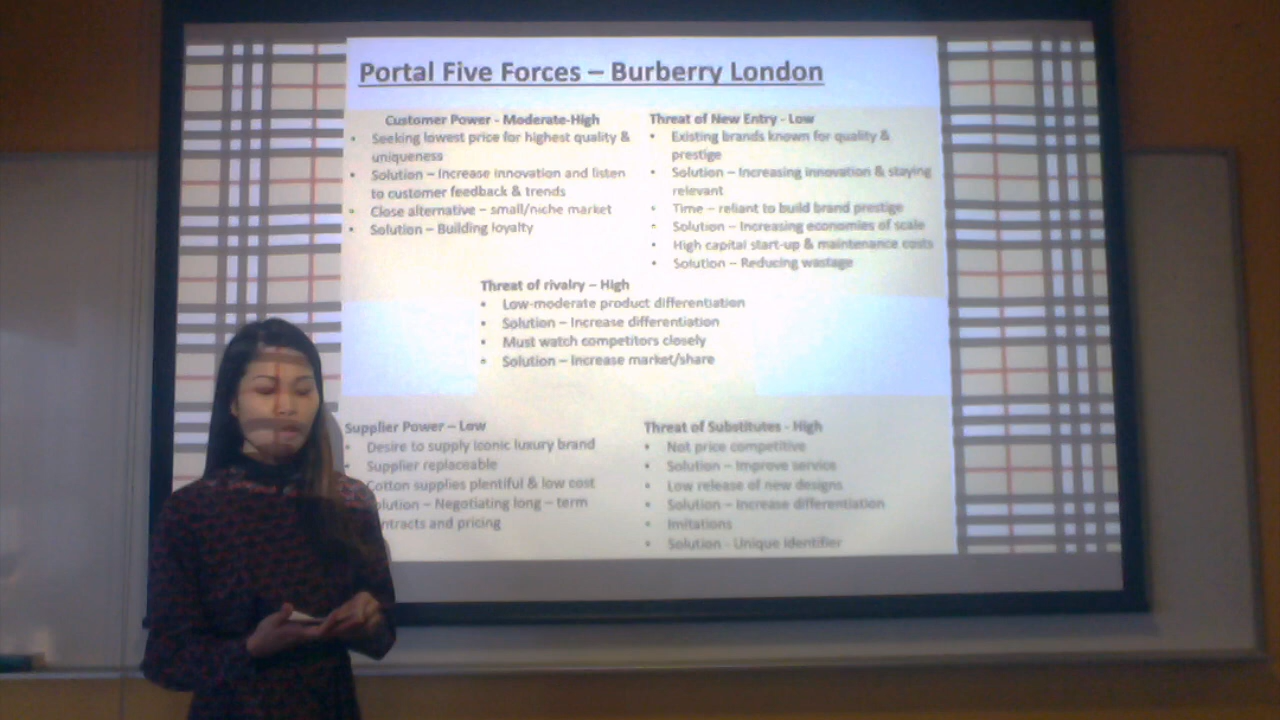 Portal Five Forces – Burberry London
Customer Power - Moderate-High
• Seeking lowest price for highest quality &
uniqueness
• Solution – Increase innovation and listen
to customer feedback & trends
• Close alternative – small/niche market
• Solution – Building loyalty
Threat of New Entry - Low
• Existing brands known for quality &
prestige
• Solution – Increasing innovation & staying
relevant
• Time – reliant to build brand prestige
• Solution – Increasing economies of scale
• High capital start-up & maintenance costs
• Solution – Reducing wastage
Threat of rivalry – High
• Low-moderate product differentiation
• Solution – Increase differentiation
• Must watch competitors closely
• Solution – Increase market/share
Supplier Power – Low
• Desire to supply iconic luxury brand
• Supplier replaceable
Cotton supplies plentiful & low cost
olution – Negotiating long – term
ntracts and pricing
Threat of Substitutes - High
• Not price competitive
• Solution – Improve service
• Low release of new designs
• Solution – Increase differentiation
• Imitations
• Solution - Unique identifier